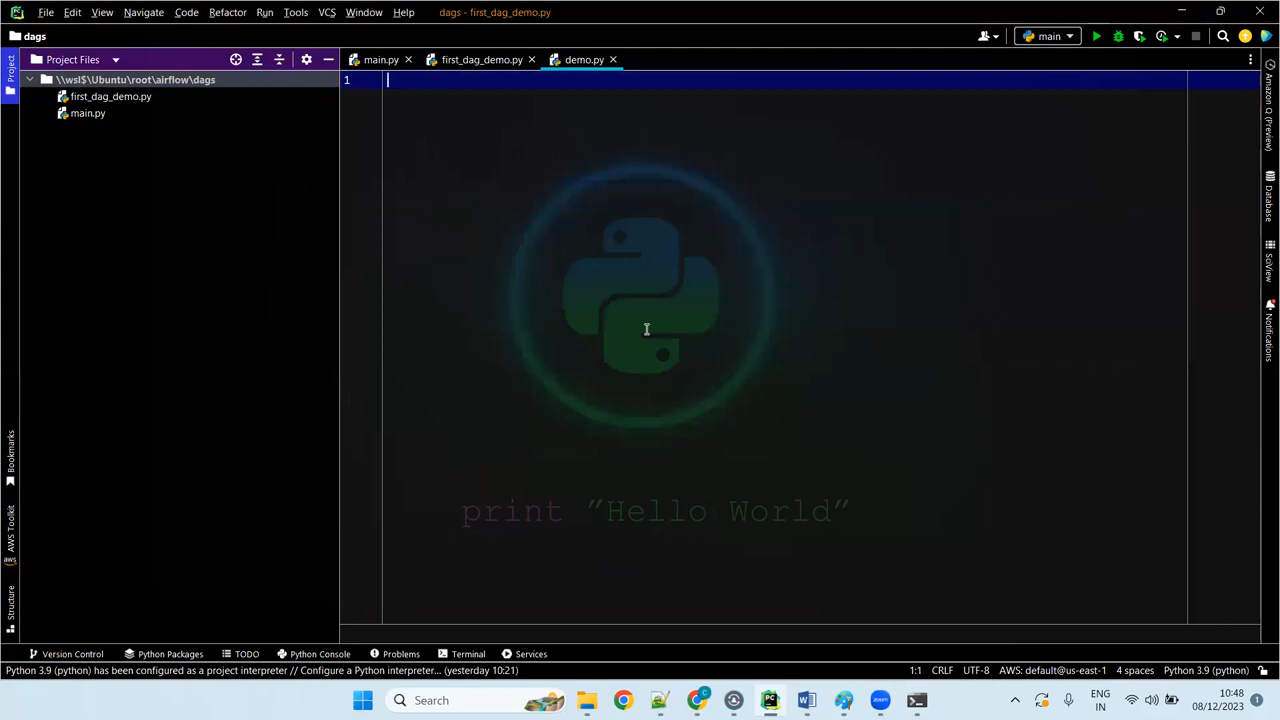 File Edit View Navigate Code Refactor Run Tools VCS Window Help dags - first_dag_demo.py
dags main
Project Files main.py first_dag_demo.py demo.py
\\wsl$\Ubuntu\root\airflow\dags
first_dag_demo.py
main.py
1
print "Hello World"
Project
Bookmarks
AWS Toolkit
aws
Structure
Amazon Q (Preview)
Database
SciView
Notifications
Version Control Python Packages TODO Python Console Problems Terminal Services
Python 3.9 (python) has been configured as a project interpreter // Configure a Python interpreter... (yesterday 10:21) 1:1 CRLF UTF-8 AWS: default@us-east-1 4 spaces Python 3.9 (python)
Search C PC W ENG 10:48
IN 08/12/2023 1